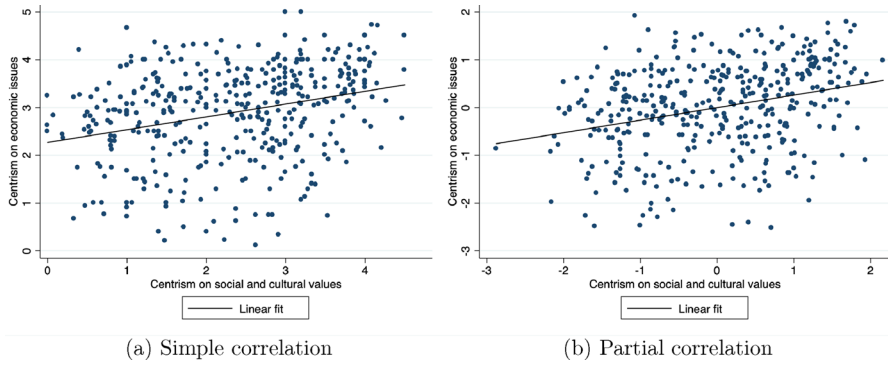 Centrism on economic issues
5
4
3
2
1
0
0 1 2 3 4
Centrism on social and cultural values
Linear fit
(a) Simple correlation
Centrism on economic issues
2
1
0
-1
-2
-3
-3 -2 -1 0 1 2
Centrism on social and cultural values
Linear fit
(b) Partial correlation